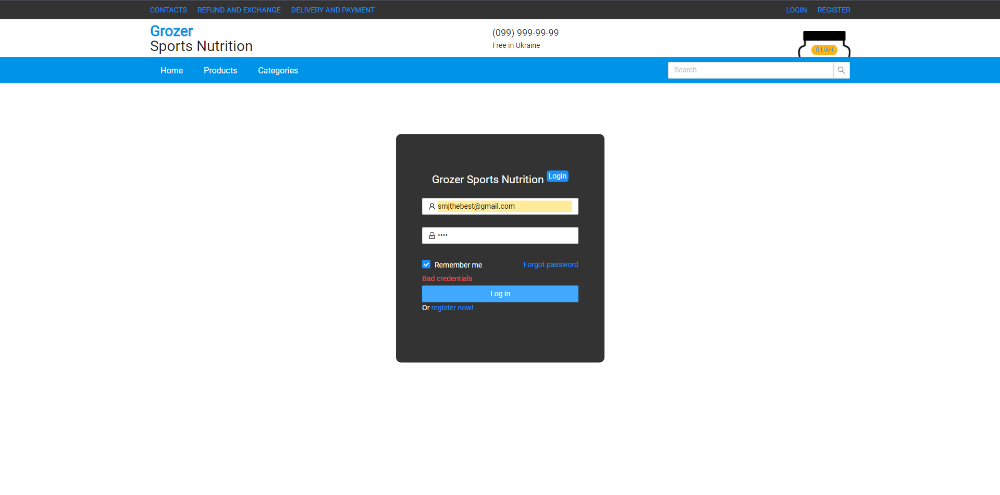 CONTACTS REFUND AND EXCHANGE DELIVERY AND PAYMENT LOGIN REGISTER
Grozer
Sports Nutrition
(099) 999-99-99
Free in Ukraine
0 UAH
Home Products Categories Search
Grozer Sports Nutrition Login
smjthebest@gmail.com
••••
Remember me Forgot password
Bad credentials
Log in
Or register now!